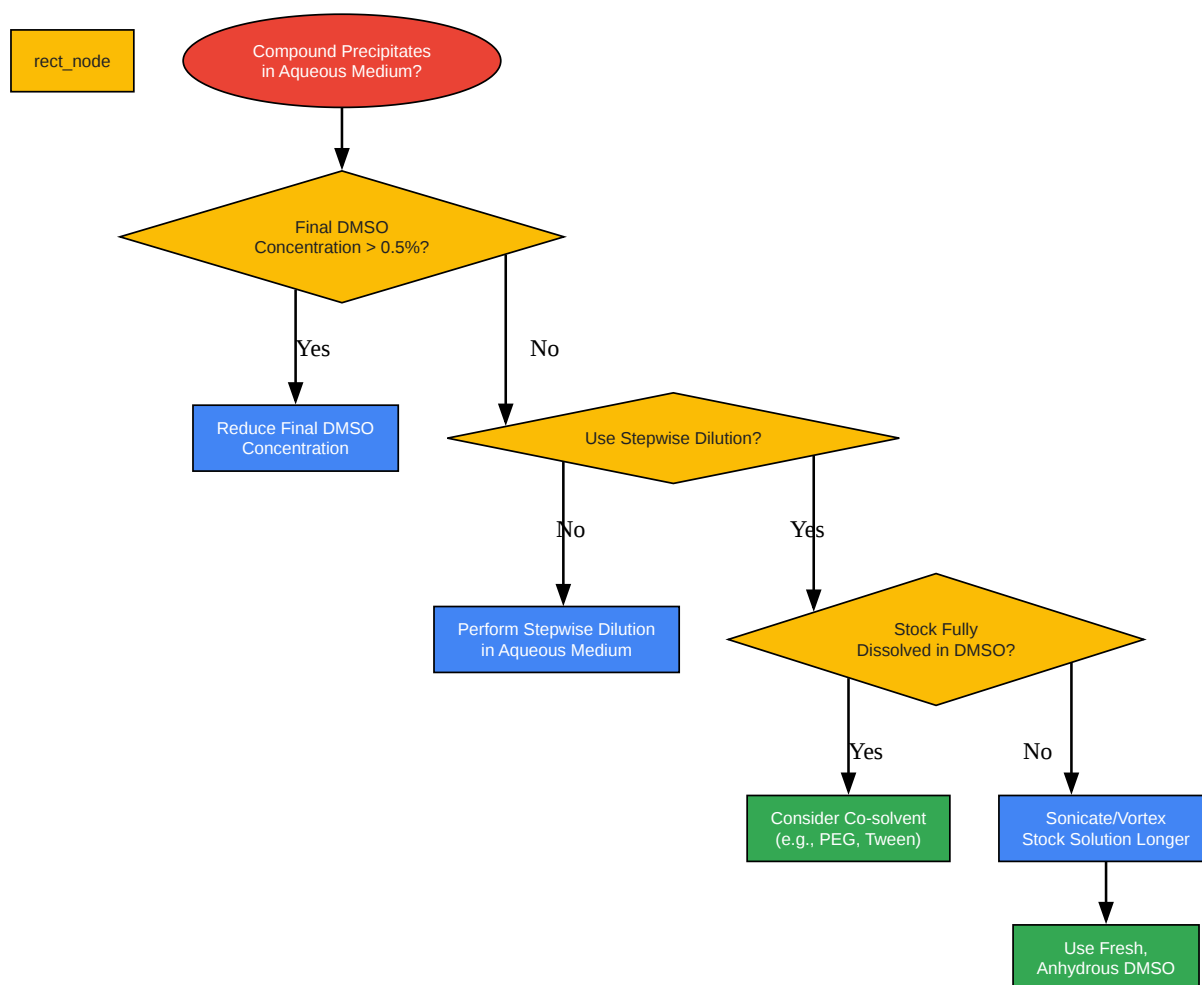 rect_node
Compound Precipitates
in Aqueous Medium?
Final DMSO
Concentration > 0.5%?
Yes
No
Reduce Final DMSO
Concentration
Use Stepwise Dilution?
No
Yes
Perform Stepwise Dilution
in Aqueous Medium
Stock Fully
Dissolved in DMSO?
Yes
No
Consider Co-solvent
(e.g., PEG, Tween)
Sonicate/Vortex
Stock Solution Longer
Use Fresh,
Anhydrous DMSO